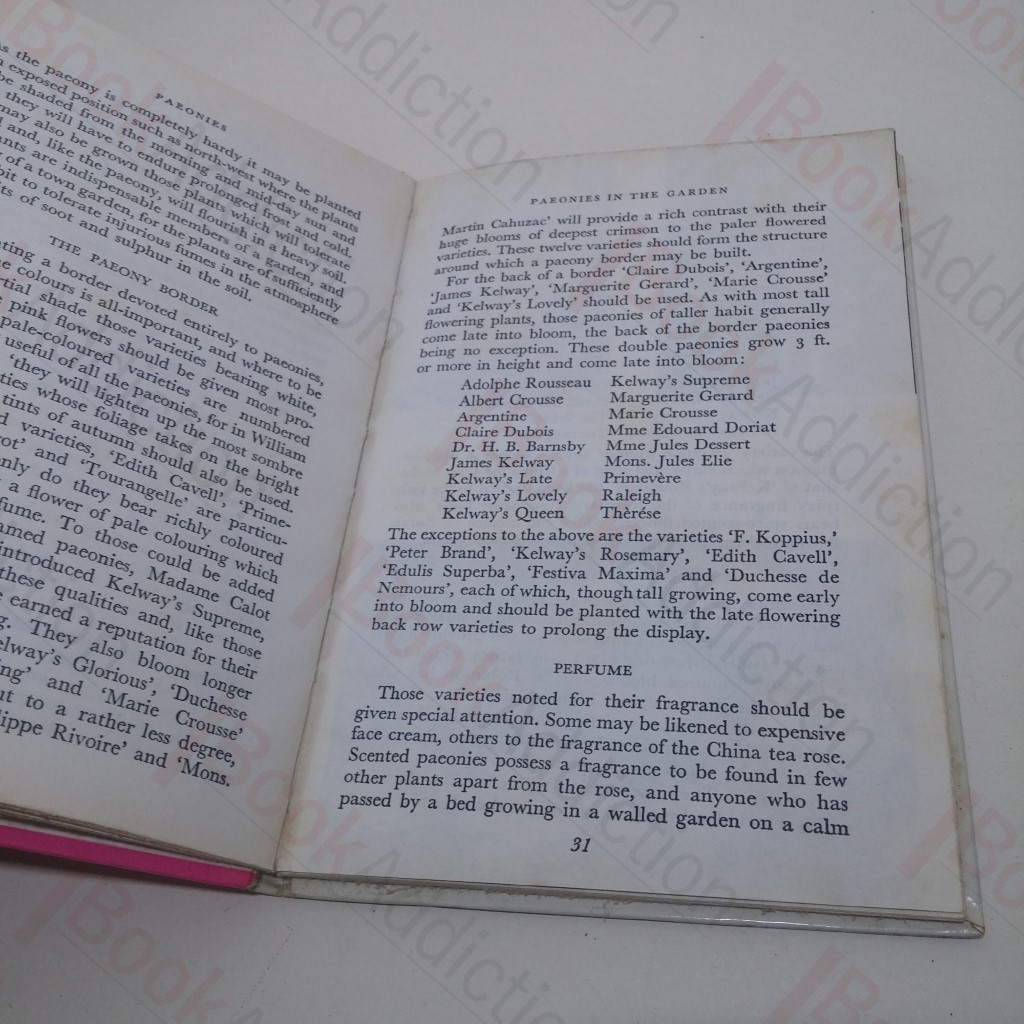 PAEONIES
s the paeony is completely hardy it may be planted
exposed position such as north-west where the plants
be shaded from the morning and mid-day sun and
they will have to endure prolonged frost and cold.
may also be grown those plants which will tolerate
and, like the paeony, will flourish in a heavy soil.
ants are indispensable members of a garden, and
of a town garden, for the plants are of sufficiently
bit to tolerate injurious fumes in the atmosphere
its of soot and sulphur in the soil.
THE PAEONY BORDER
ting a border devoted entirely to paeonies,
e colours is all-important, and where to be
rtial shade those varieties bearing white,
pink flowers should be given most pro-
pale-coloured varieties are numbered
useful of all the paeonies, for in William
'they will lighten up the most sombre
ties whose foliage takes on the bright
tints of autumn should also be used.
d varieties, 'Edith Cavell', 'Prime-
ot' and 'Tourangelle' are particu-
only do they bear richly coloured
a flower of pale colouring which
fume. To those could be added
amed paeonies, Madame Calot
introduced Kelway's Supreme,
these qualities and, like those
e earned a reputation for their
g. They also bloom longer
elway's Glorious', 'Duchesse
ing' and 'Marie Crousse'
ut to a rather less degree,
ilippe Rivoire' and 'Mons.
PAEONIES IN THE GARDEN
Martin Cahuzac' will provide a rich contrast with their
huge blooms of deepest crimson to the paler flowered
varieties. These twelve varieties should form the structure
around which a paeony border may be built.
For the back of a border 'Claire Dubois', 'Argentine',
'James Kelway', 'Marguerite Gerard', 'Marie Crousse'
and 'Kelway's Lovely' should be used. As with most tall
flowering plants, those paeonies of taller habit generally
come late into bloom, the back of the border paeonies
being no exception. These double paeonies grow 3 ft.
or more in height and come late into bloom:
Adolphe Rousseau Kelway's Supreme
Albert Crousse Marguerite Gerard
Argentine Marie Crousse
Claire Dubois Mme Edouard Doriat
Dr. H. B. Barnsby Mme Jules Dessert
James Kelway Mons. Jules Elie
Kelway's Late Primevère
Kelway's Lovely Raleigh
Kelway's Queen Thèrése
The exceptions to the above are the varieties 'F. Koppius,'
'Peter Brand', 'Kelway's Rosemary', 'Edith Cavell',
'Edulis Superba', 'Festiva Maxima' and 'Duchesse de
Nemours', each of which, though tall growing, come early
into bloom and should be planted with the late flowering
back row varieties to prolong the display.
PERFUME
Those varieties noted for their fragrance should be
given special attention. Some may be likened to expensive
face cream, others to the fragrance of the China tea rose.
Scented paeonies possess a fragrance to be found in few
other plants apart from the rose, and anyone who has
passed by a bed growing in a walled garden on a calm
31
BookAddiction